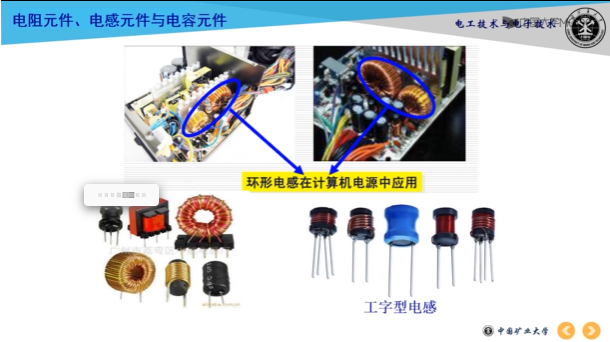 电阻元件、电感元件与电容元件
电工技术与电子技术
环形电感在计算机电源中应用
工字型电感
中国矿业大学